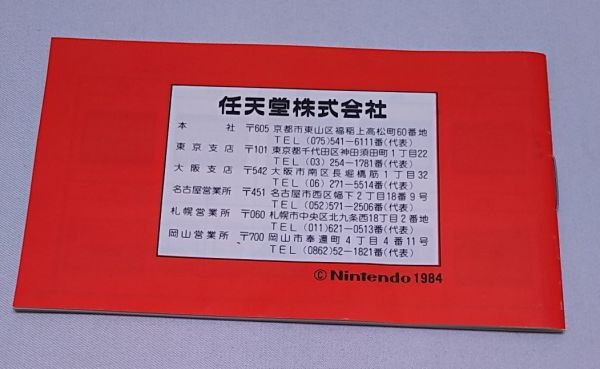 任天堂株式会社
本社 〒605 京都市東山区福稲上高松町60番地
TEL (075)541-6111番(代表)
東京支店 〒101 東京都千代田区神田須田町1丁目22
TEL (03) 254-1781番(代表)
大阪支店 〒542 大阪市南区長堀橋筋1丁目32
TEL (06) 271-5514番(代表)
名古屋営業所 〒451 名古屋市西区幅下2丁目18番9号
TEL (052)571-2506番(代表)
札幌営業所 〒060 札幌市中央区北九条西18丁目2番地
TEL (011)621-0513番(代表)
岡山営業所 〒700 岡山市奉還町4丁目4番11号
TEL (0862)52-1821番(代表)
©Nintendo 1984